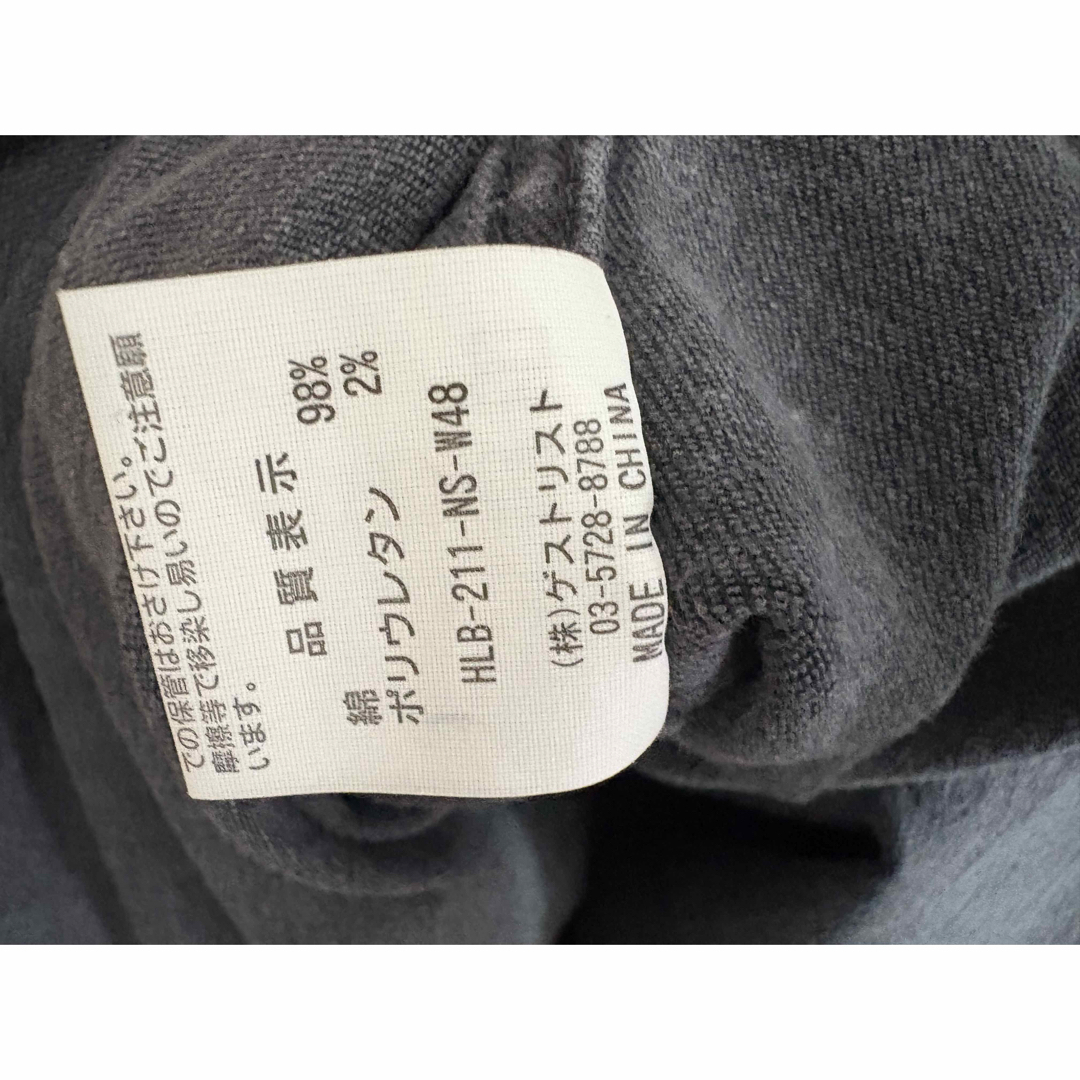 での保管はおさけ下さい。
摩擦等で移染し易いのでご注意願
います。
品質表示
綿 98%
ポリウレタン 2%
HLB-211-NS-W48
(株)ゲストリスト
03-5728-8788
MADE IN CHINA